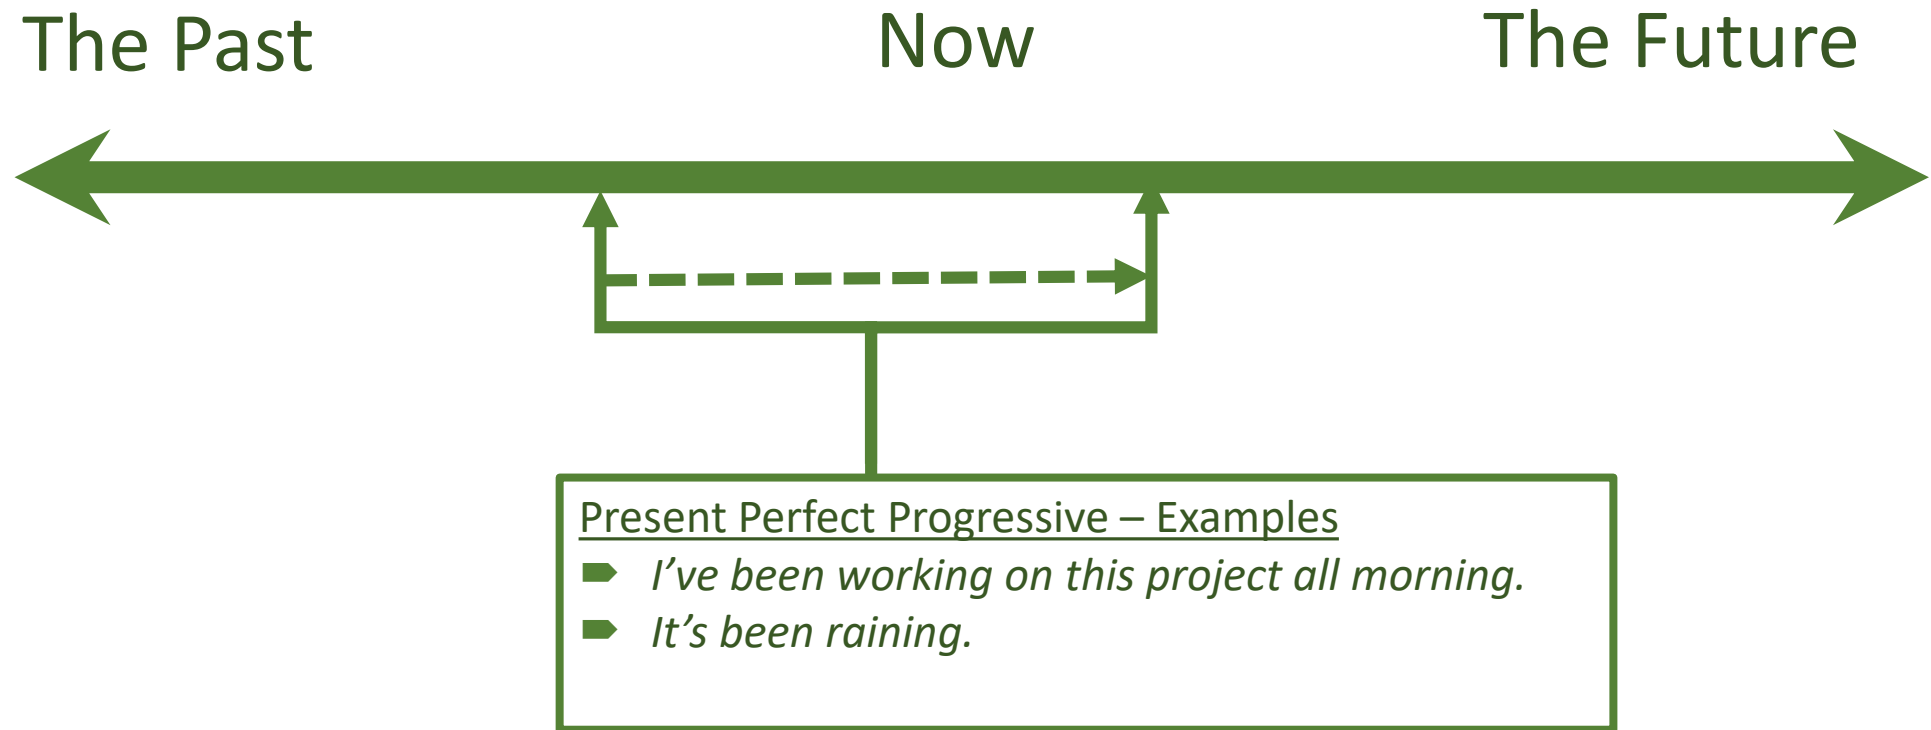 The Past Now The Future
Present Perfect Progressive – Examples
I’ve been working on this project all morning.
It’s been raining.